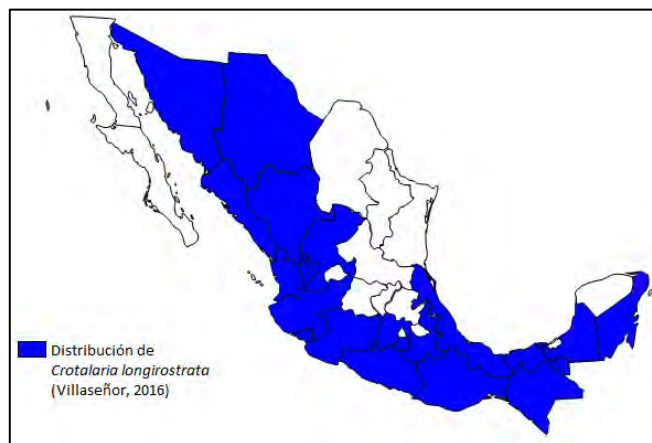 Distribución de
Crotalaria longirostrata
(Villaseñor, 2016)